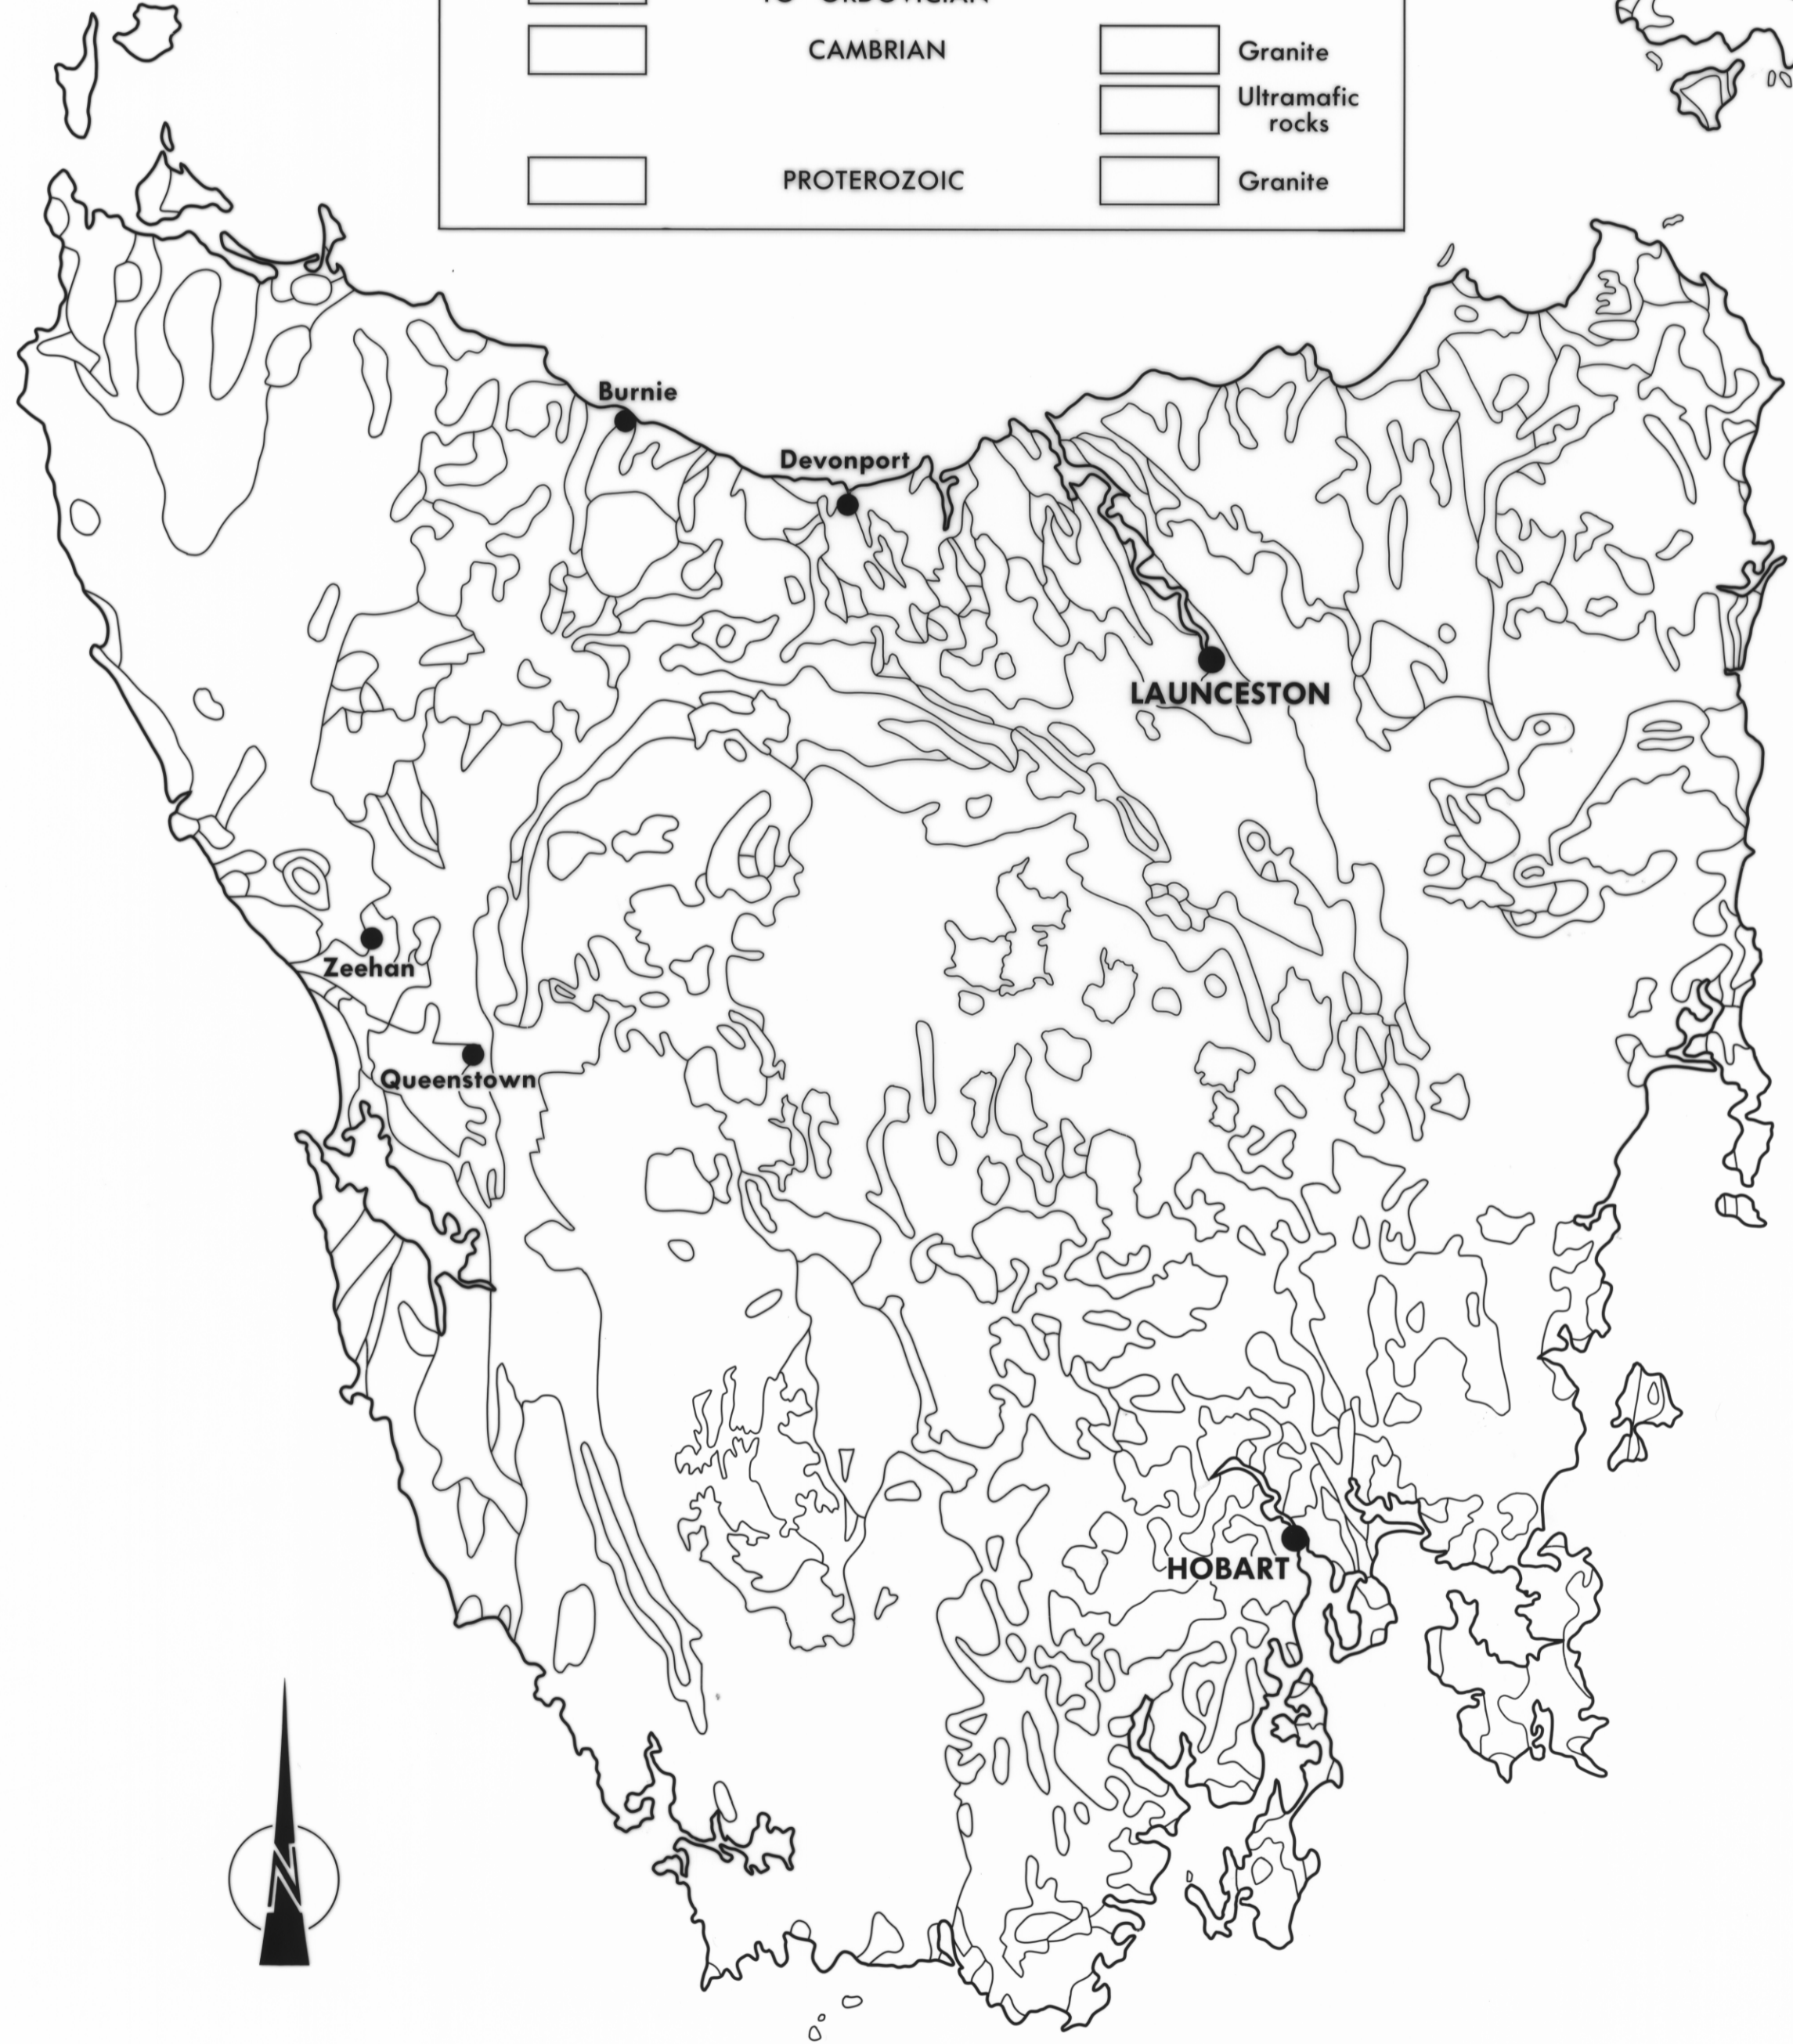 CAMBRIAN
Granite
Ultramafic
rocks
PROTEROZOIC
Granite
Burnie
Devonport
LAUNCESTON
Zeehan
Queenstown
HOBART
N